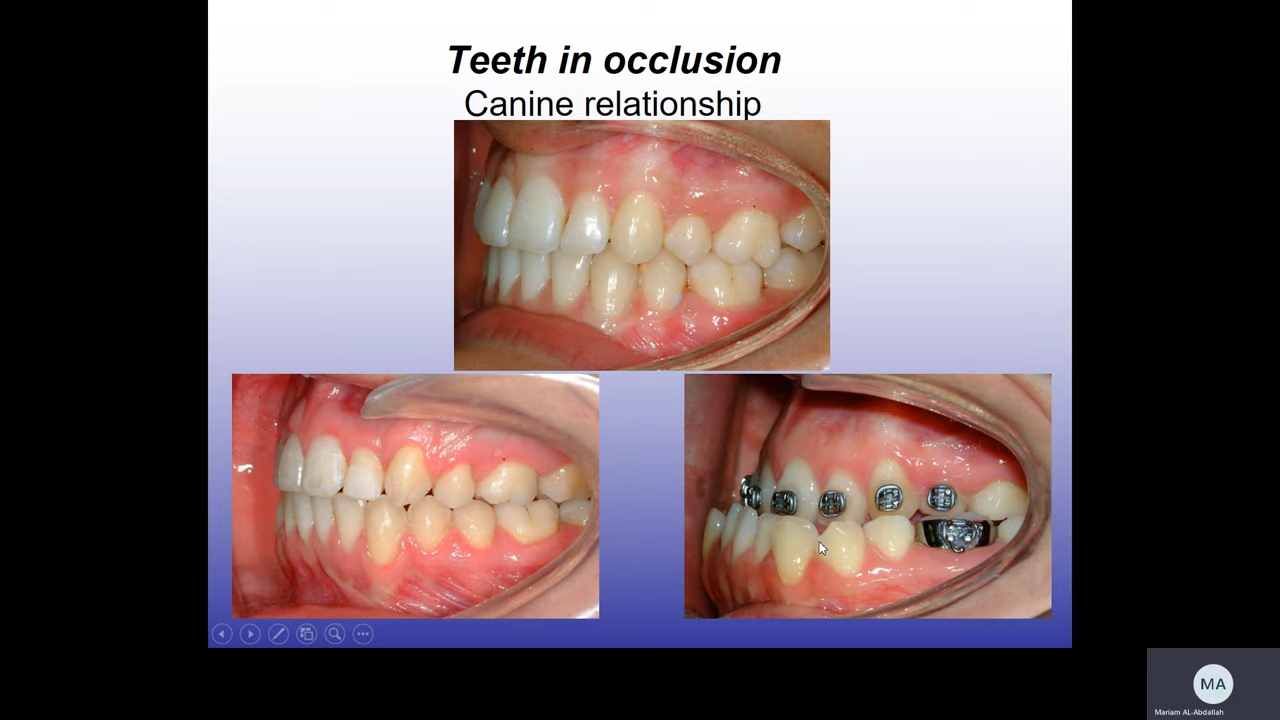 Teeth in occlusion
Canine relationship
MA
Mariam AL-Abdallah